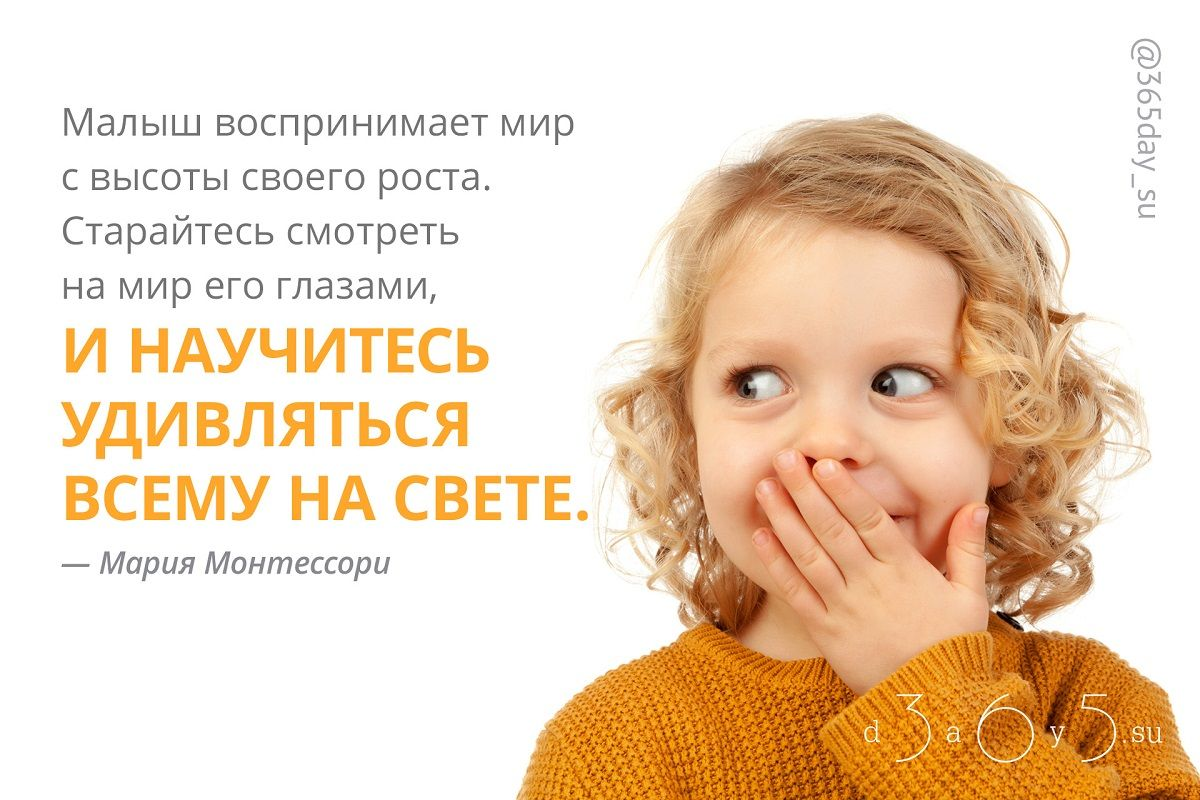 Малыш воспринимает мир
с высоты своего роста.
Старайтесь смотреть
на мир его глазами,
И НАУЧИТЕСЬ
УДИВЛЯТЬСЯ
ВСЕМУ НА СВЕТЕ.
— Мария Монтессори
@365day_su
d3a6y5.su